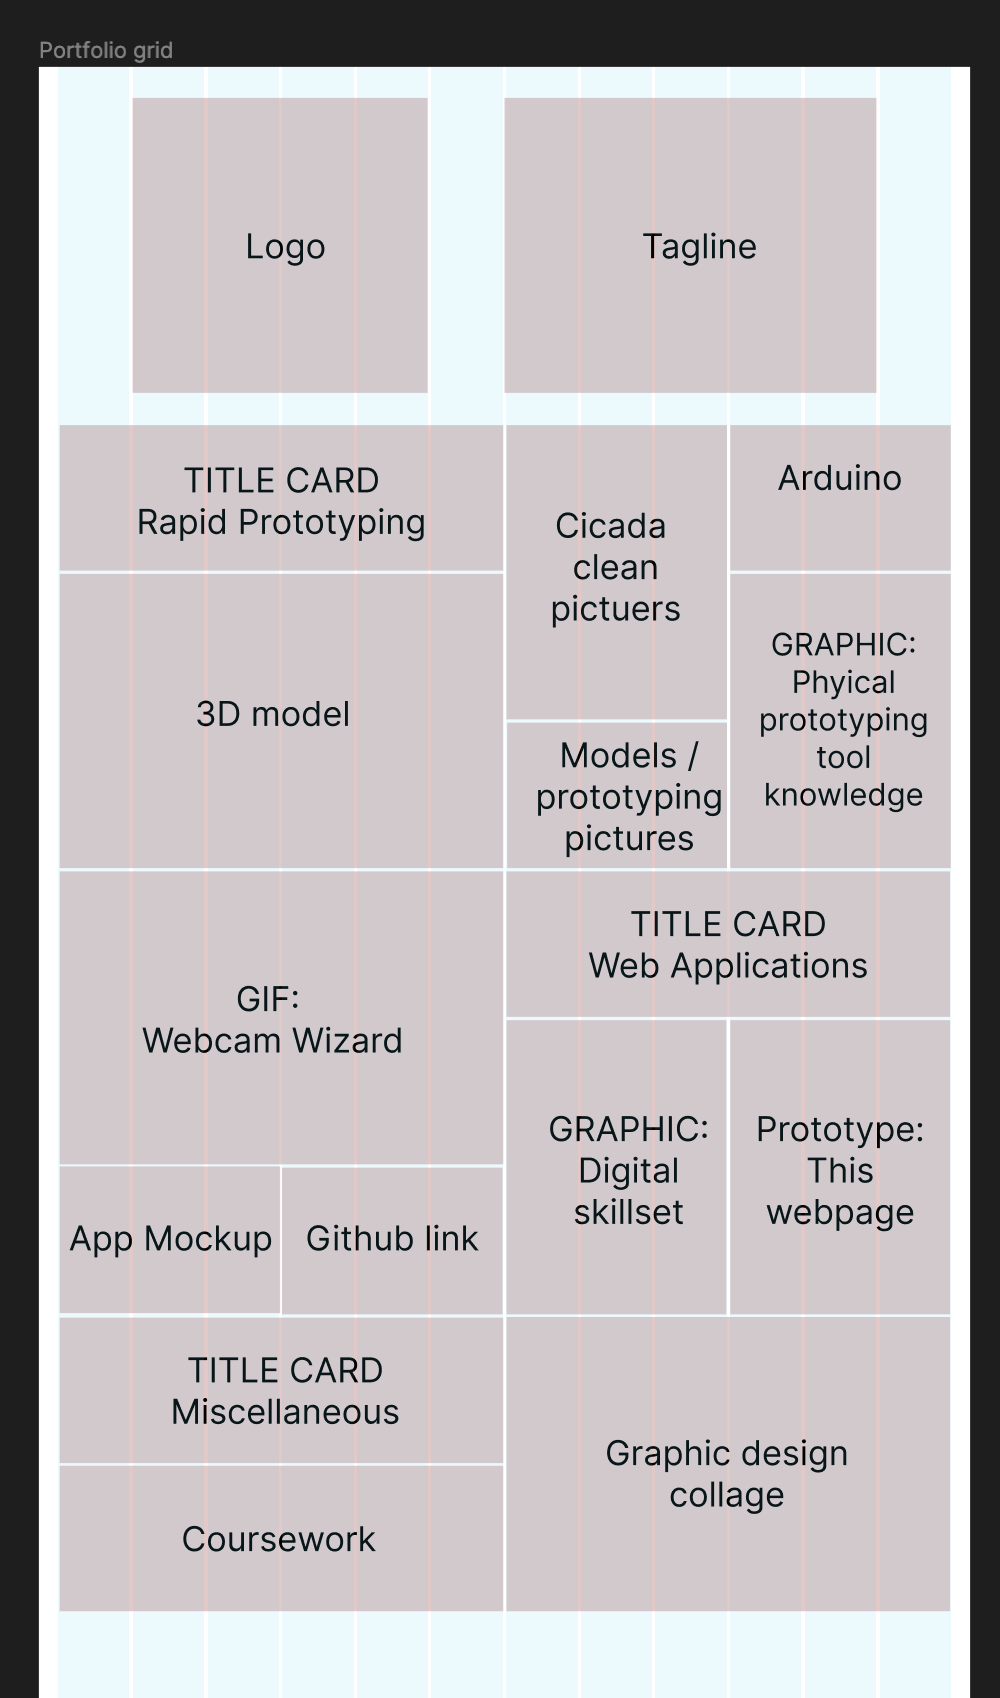 Portfolio grid
Logo
Tagline
TITLE CARD
Rapid Prototyping
Cicada
clean
pictuers
Arduino
3D model
GRAPHIC:
Phyical
prototyping
tool
knowledge
Models /
prototyping
pictures
GIF:
Webcam Wizard
TITLE CARD
Web Applications
GRAPHIC:
Digital
skillset
Prototype:
This
webpage
App Mockup
Github link
TITLE CARD
Miscellaneous
Graphic design
collage
Coursework